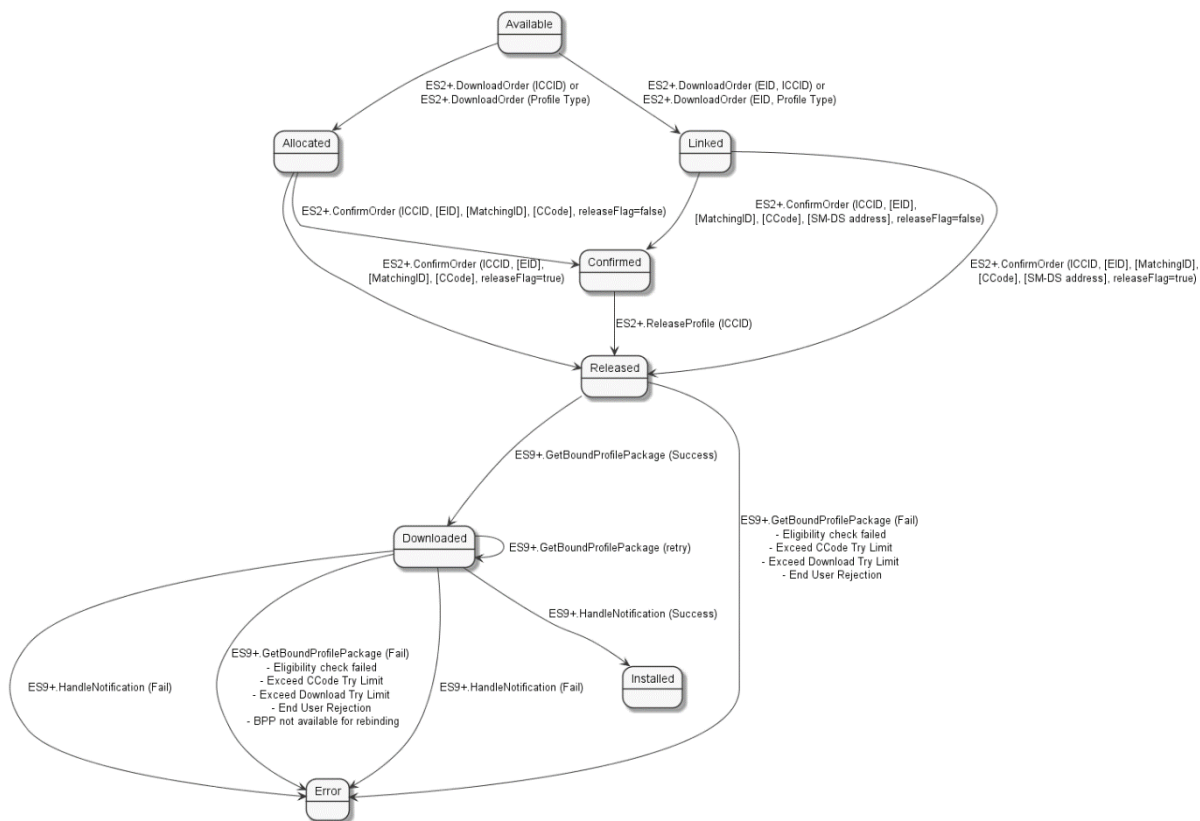 Available
ES2+.DownloadOrder (ICCID) or
ES2+.DownloadOrder (Profile Type)
ES2+.DownloadOrder (EID, ICCID) or
ES2+.DownloadOrder (EID, Profile Type)
Allocated
Linked
ES2+.ConfirmOrder (ICCID, [EID], [MatchingID], [CCode], releaseFlag=false)
ES2+.ConfirmOrder (ICCID, [EID],
[MatchingID], [CCode], [SM-DS address], releaseFlag=false)
Confirmed
ES2+.ConfirmOrder (ICCID, [EID],
[MatchingID], [CCode], releaseFlag=true)
ES2+.ConfirmOrder (ICCID, [EID], [MatchingID],
[CCode], [SM-DS address], releaseFlag=true)
ES2+.ReleaseProfile (ICCID)
Released
ES9+.GetBoundProfilePackage (Success)
Downloaded
ES9+.GetBoundProfilePackage (retry)
ES9+.GetBoundProfilePackage (Fail)
- Eligibility check failed
- Exceed CCode Try Limit
- Exceed Download Try Limit
- End User Rejection
ES9+.HandleNotification (Success)
ES9+.HandleNotification (Fail)
ES9+.GetBoundProfilePackage (Fail)
- Eligibility check failed
- Exceed CCode Try Limit
- Exceed Download Try Limit
- End User Rejection
- BPP not available for rebinding
ES9+.HandleNotification (Fail)
Installed
Error